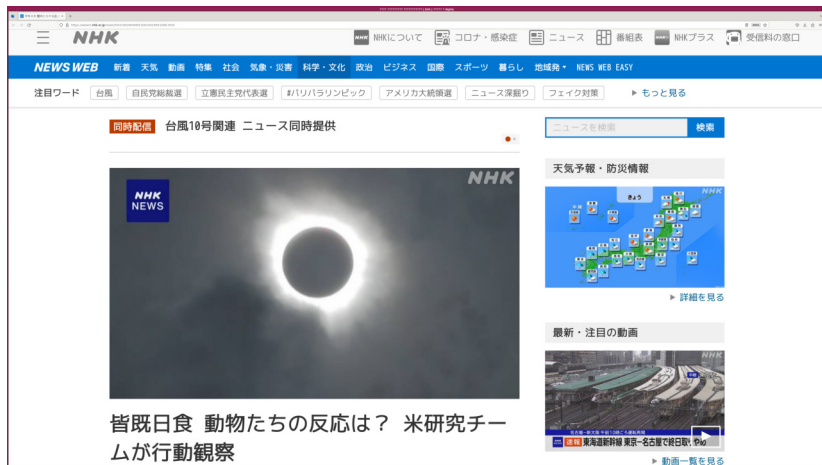 NHK
NHK NHKについて
コロナ・感染症
ニュース
番組表
NHKプラス
受信料の窓口
NEWS WEB 新着 天気 動画 特集 社会 気象・災害 科学・文化 政治 ビジネス 国際 スポーツ 暮らし 地域発 NEWS WEB EASY
注目ワード 台風 自民党総裁選 立憲民主党代表選 #パリパラリンピック アメリカ大統領選 ニュース深掘り フェイク対策 ▶ もっと見る
同時配信 台風10号関連 ニュース同時提供
NHK
NHK
NEWS
皆既日食 動物たちの反応は? 米研究チー
ムが行動観察
ニュースを検索 検索
天気予報・防災情報
きょう
NHK
▶ 詳細を見る
最新・注目の動画
NHK
速報 東海道新幹線 東京-名古屋で終日取りやめ
▶ 動画一覧を見る